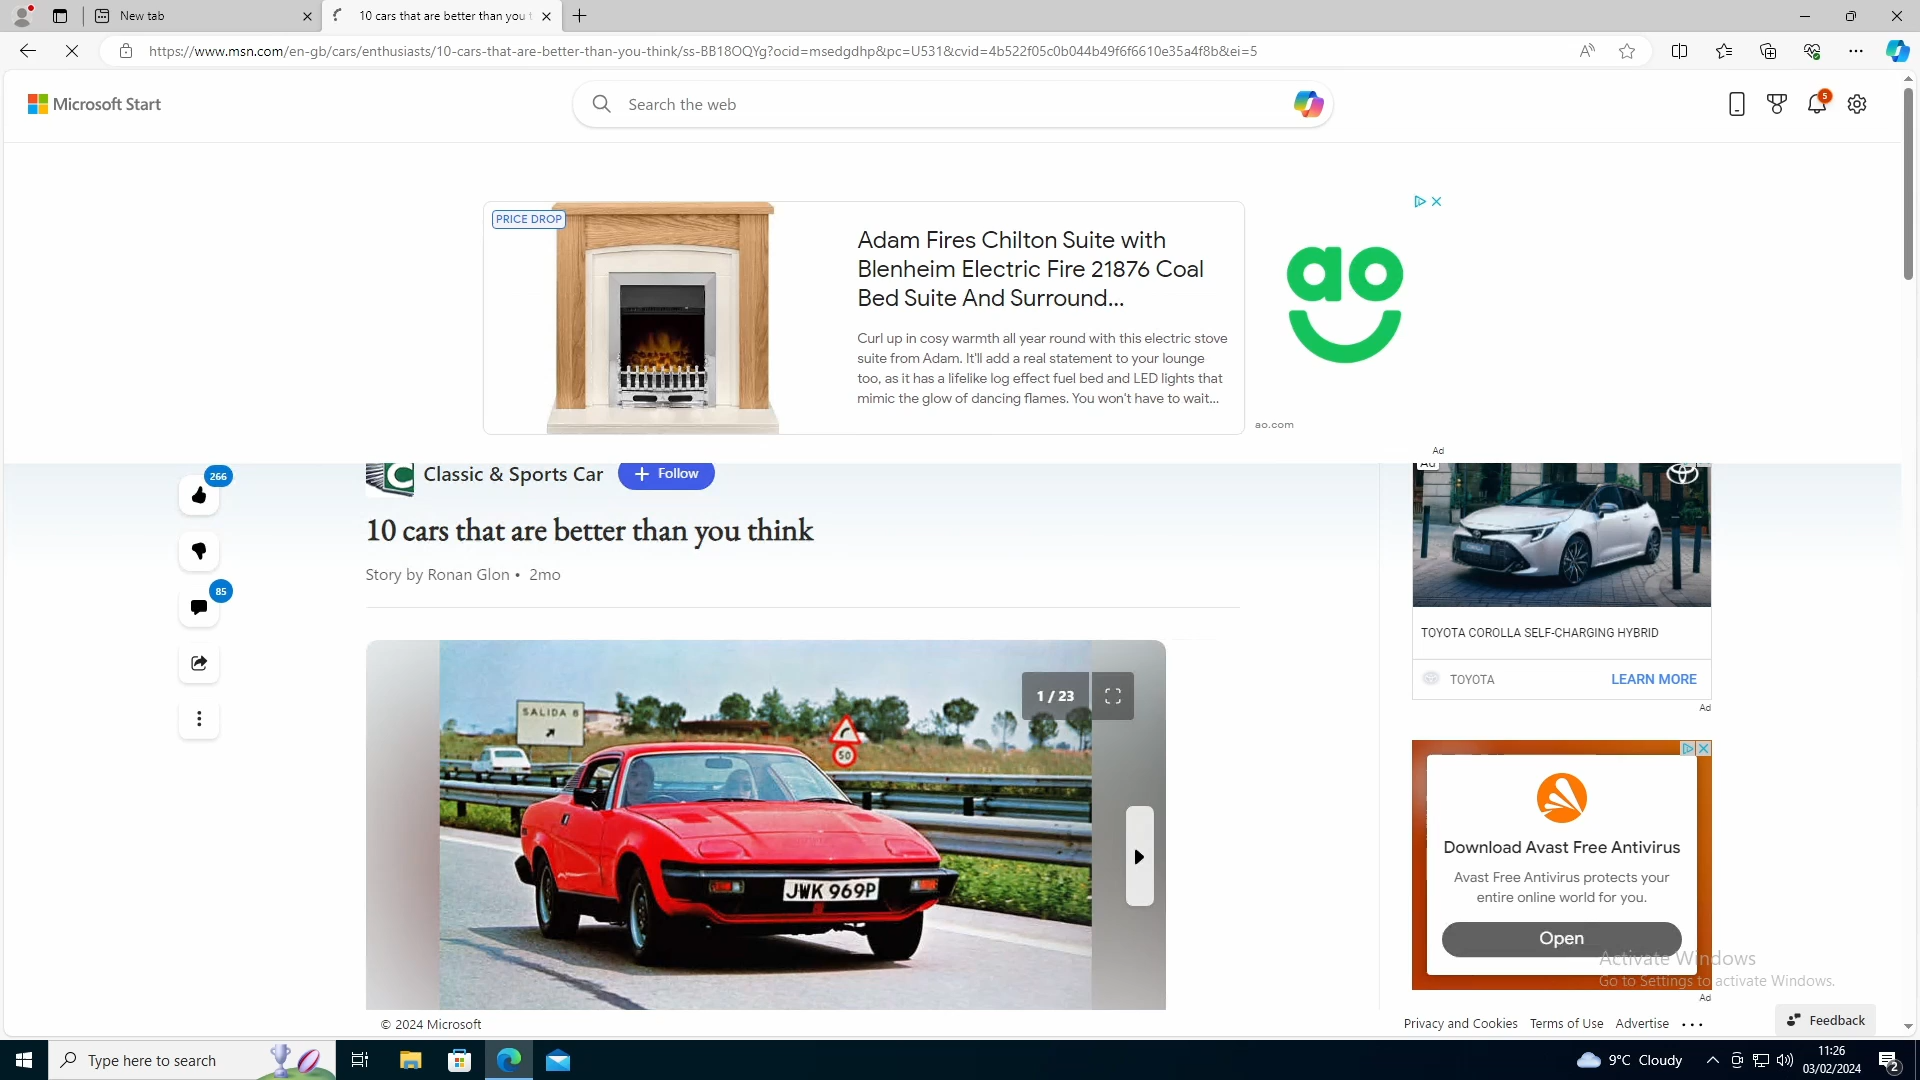 New tab
10 cars that are better than you t
https://www.msn.com/en-gb/cars/enthusiasts/10-cars-that-are-better-than-you-think/ss-BB18OQYg?ocid=msedgdhp&pc=U531&cvid=4b522f05c0b044b49f6f6610e35a4f8b&ei=5
Microsoft Start
Search the web
5
PRICE DROP
Adam Fires Chilton Suite with
Blenheim Electric Fire 21876 Coal
Bed Suite And Surround...
Curl up in cosy warmth all year round with this electric stove
suite from Adam. It'll add a real statement to your lounge
too, as it has a lifelike log effect fuel bed and LED lights that
mimic the glow of dancing flames. You won't have to wait...
ao
ao.com
Ad
266
C
Classic & Sports Car
+ Follow
Ad
10 cars that are better than you think
Story by Ronan Glon • 2mo
85
TOYOTA COROLLA SELF-CHARGING HYBRID
TOYOTA
LEARN MORE
Ad
1 / 23
SALIDA 6
50
JWK 969P
Download Avast Free Antivirus
Avast Free Antivirus protects your
entire online world for you.
Open
Activate Windows
Go to Settings to activate Windows.
Ad
© 2024 Microsoft
Privacy and Cookies
Terms of Use
Advertise
Feedback
Type here to search
9°C Cloudy
11:26
03/02/2024
2